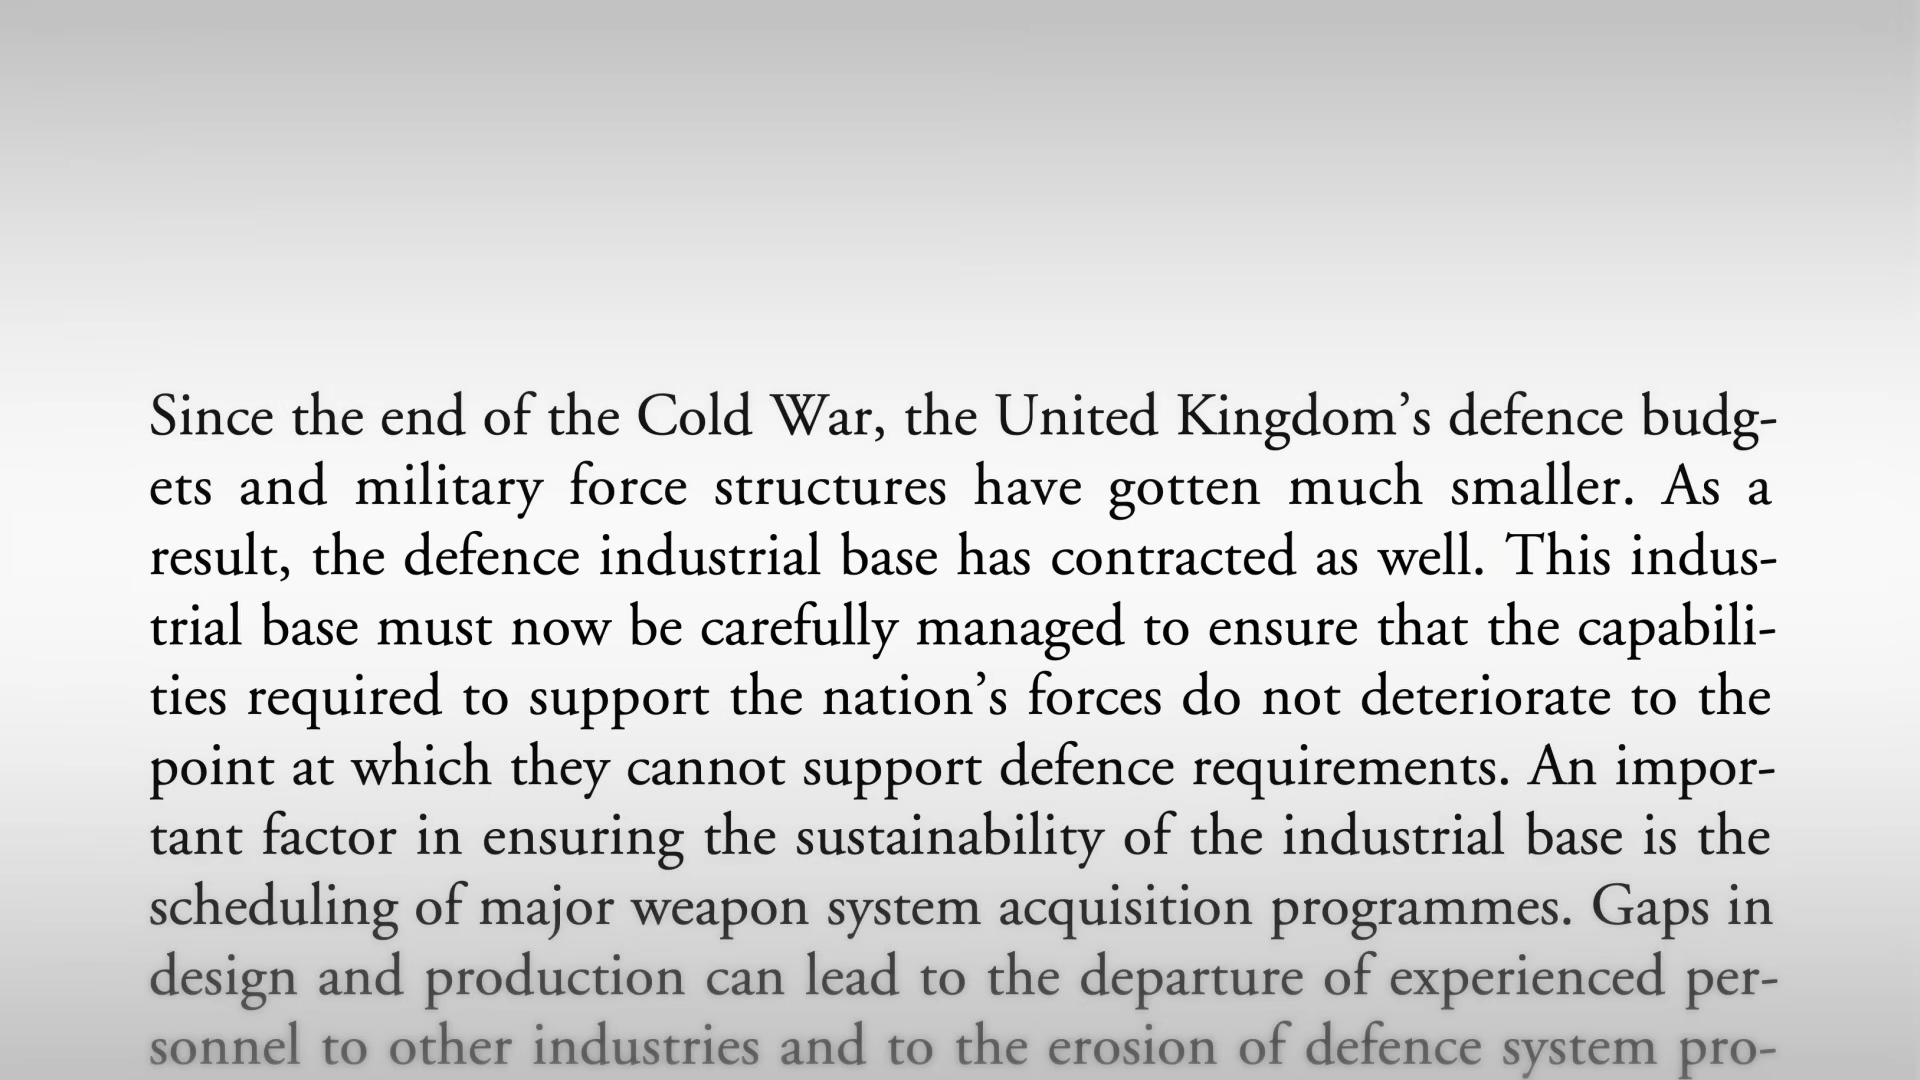 Since the end of the Cold War, the United Kingdom’s defence budg-
ets and military force structures have gotten much smaller. As a
result, the defence industrial base has contracted as well. This indus-
trial base must now be carefully managed to ensure that the capabili-
ties required to support the nation’s forces do not deteriorate to the
point at which they cannot support defence requirements. An impor-
tant factor in ensuring the sustainability of the industrial base is the
scheduling of major weapon system acquisition programmes. Gaps in
design and production can lead to the departure of experienced per-
sonnel to other industries and to the erosion of defence system pro-